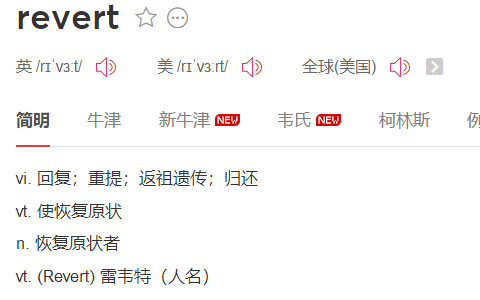 revert
英 /rɪˈvɜːt/ 美 /rɪˈvɜːrt/ 全球(美国)
简明 牛津 新牛津 NEW 韦氏 NEW 柯林斯 例
vi. 回复；重提；返祖遗传；归还
vt. 使恢复原状
n. 恢复原状者
vt. (Revert) 雷韦特（人名）